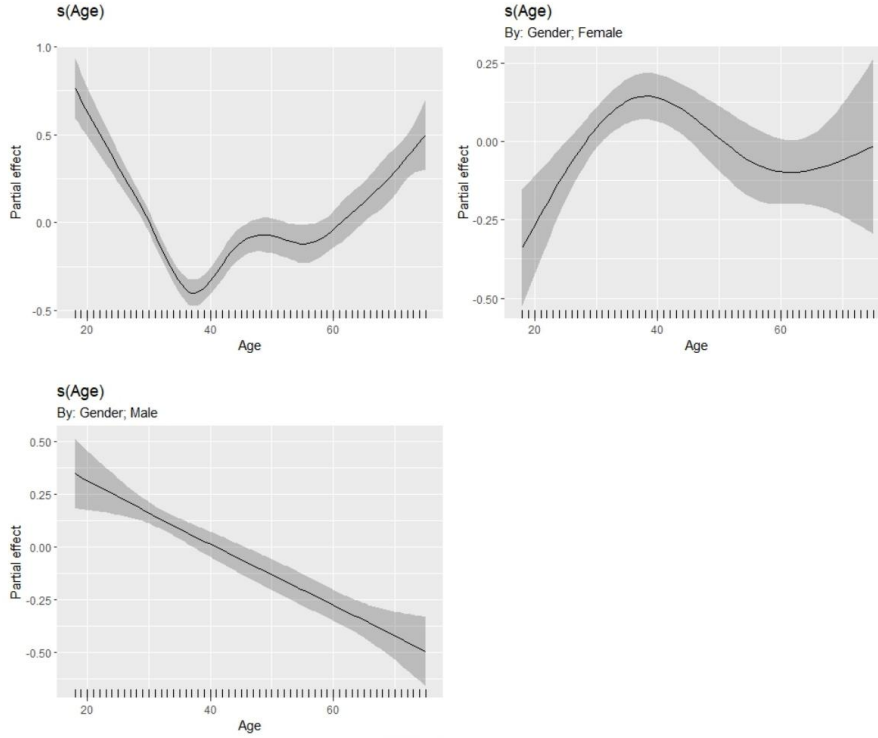 s(Age)
1.0
0.5
0.0
-0.5
Partial effect
20 40 60
Age
s(Age)
By: Gender; Female
0.25
0.00
-0.25
-0.50
Partial effect
20 40 60
Age
s(Age)
By: Gender; Male
0.50
0.25
0.00
-0.25
-0.50
Partial effect
20 40 60
Age